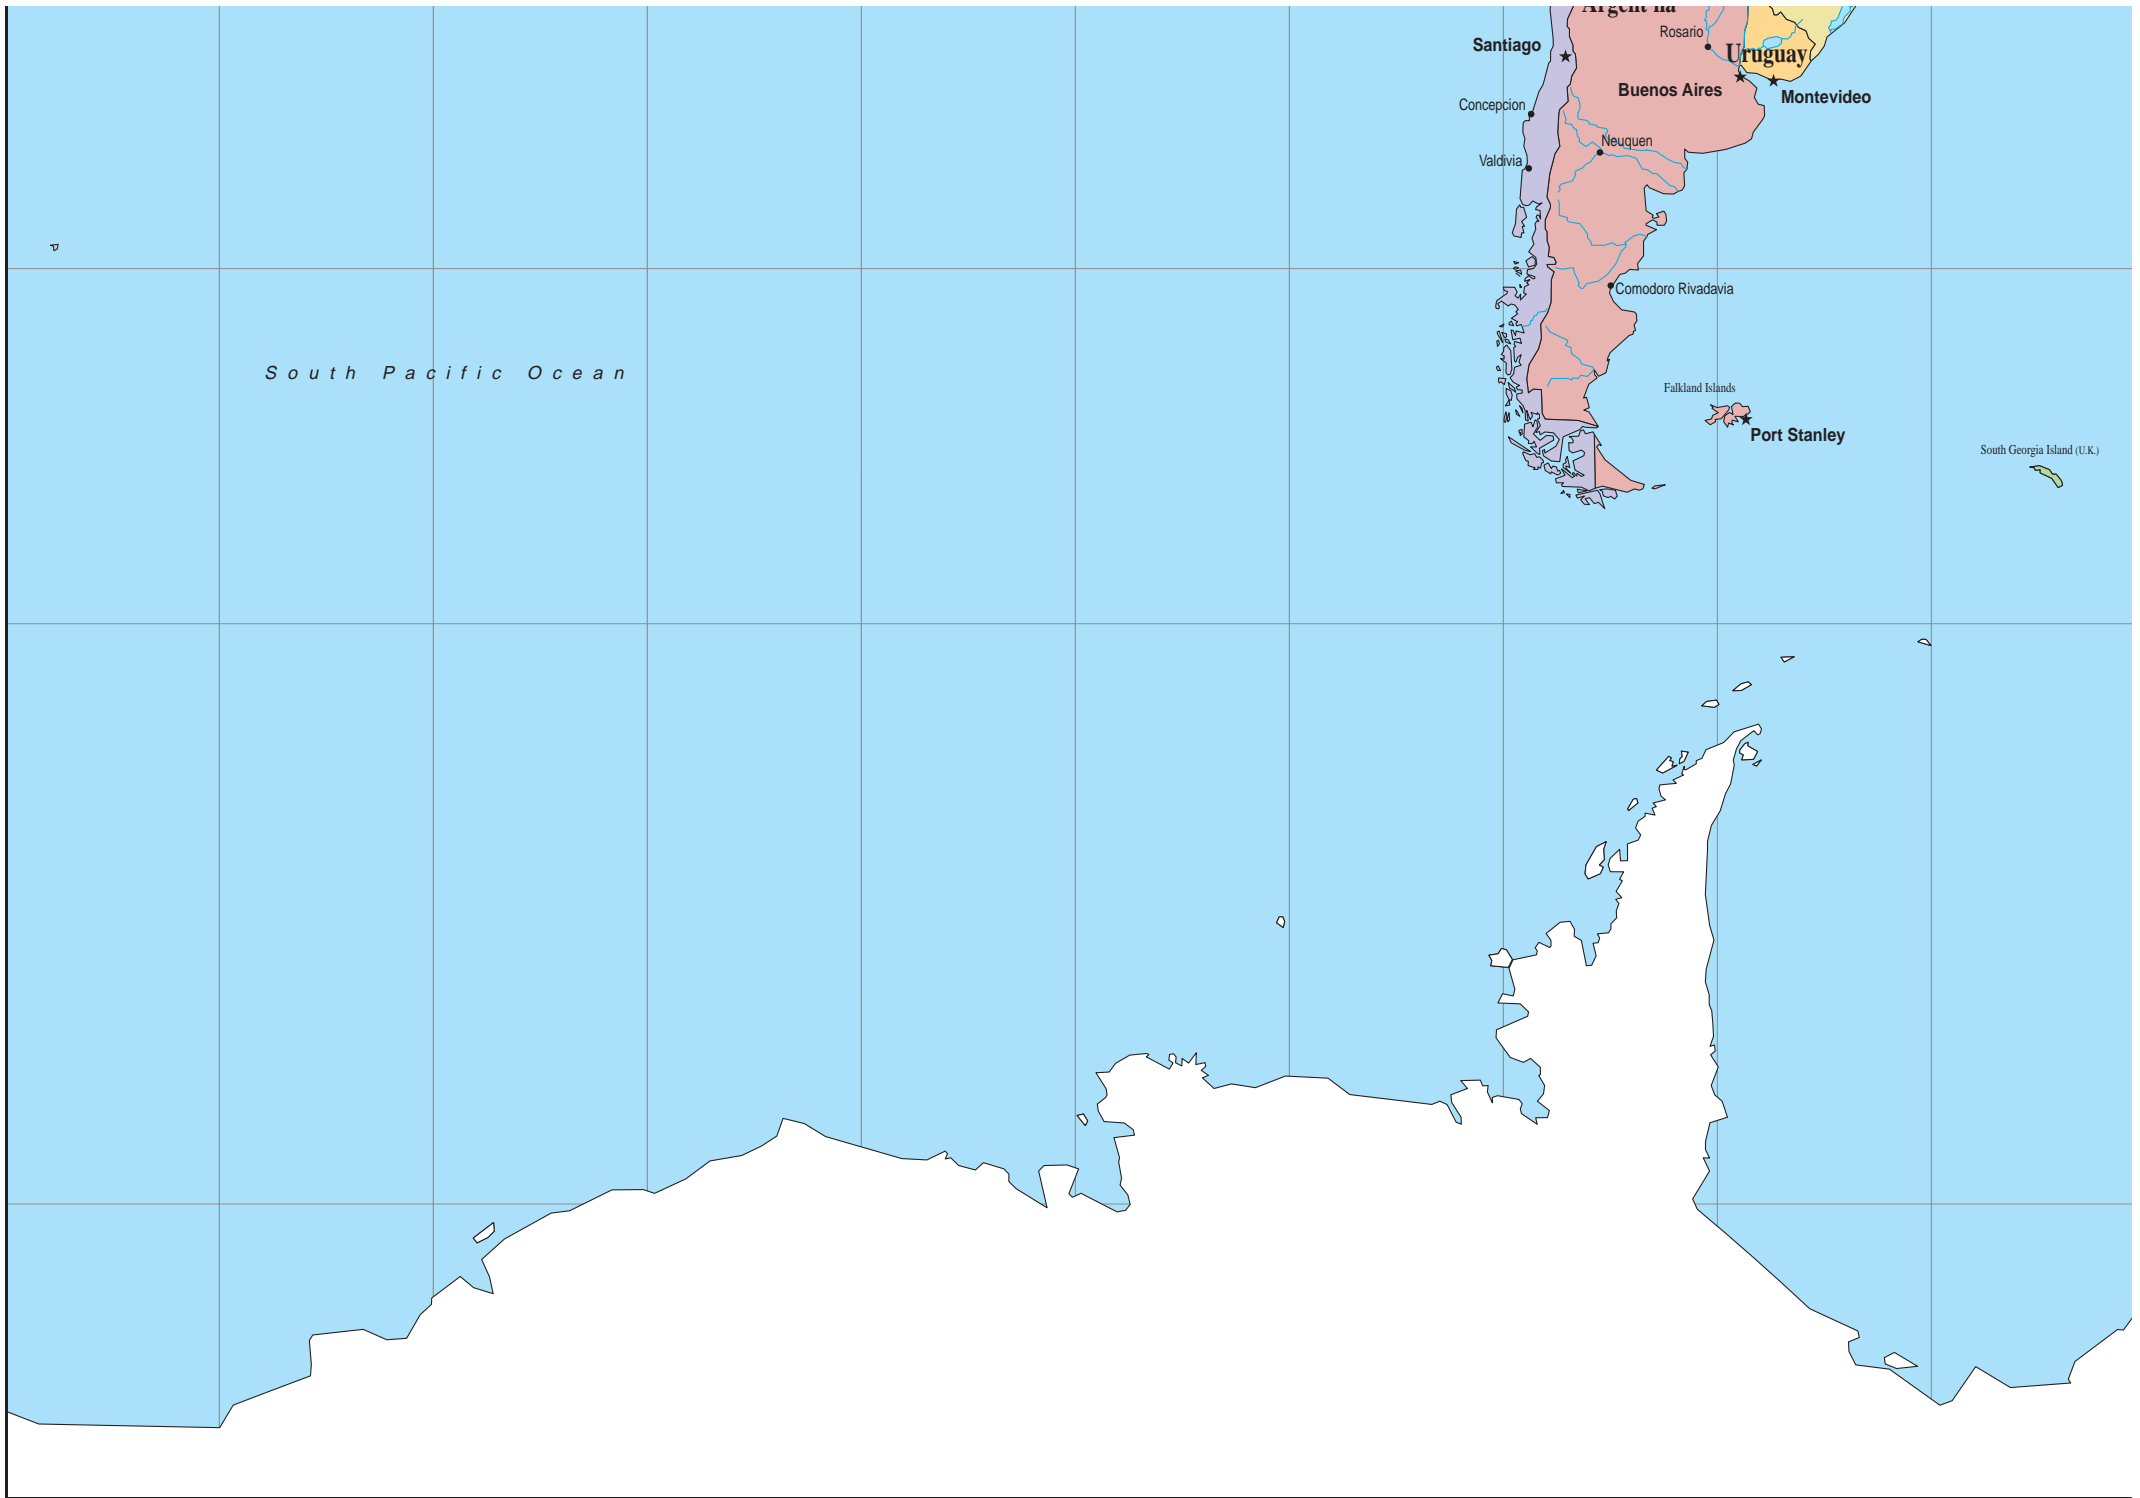 Rosario
Santiago
Uruguay
Buenos Aires
Montevideo
Concepcion
Neuquen
Valdivia
Comodoro Rivadavia
South Pacific Ocean
Falkland Islands
Port Stanley
South Georgia Island (U.K.)